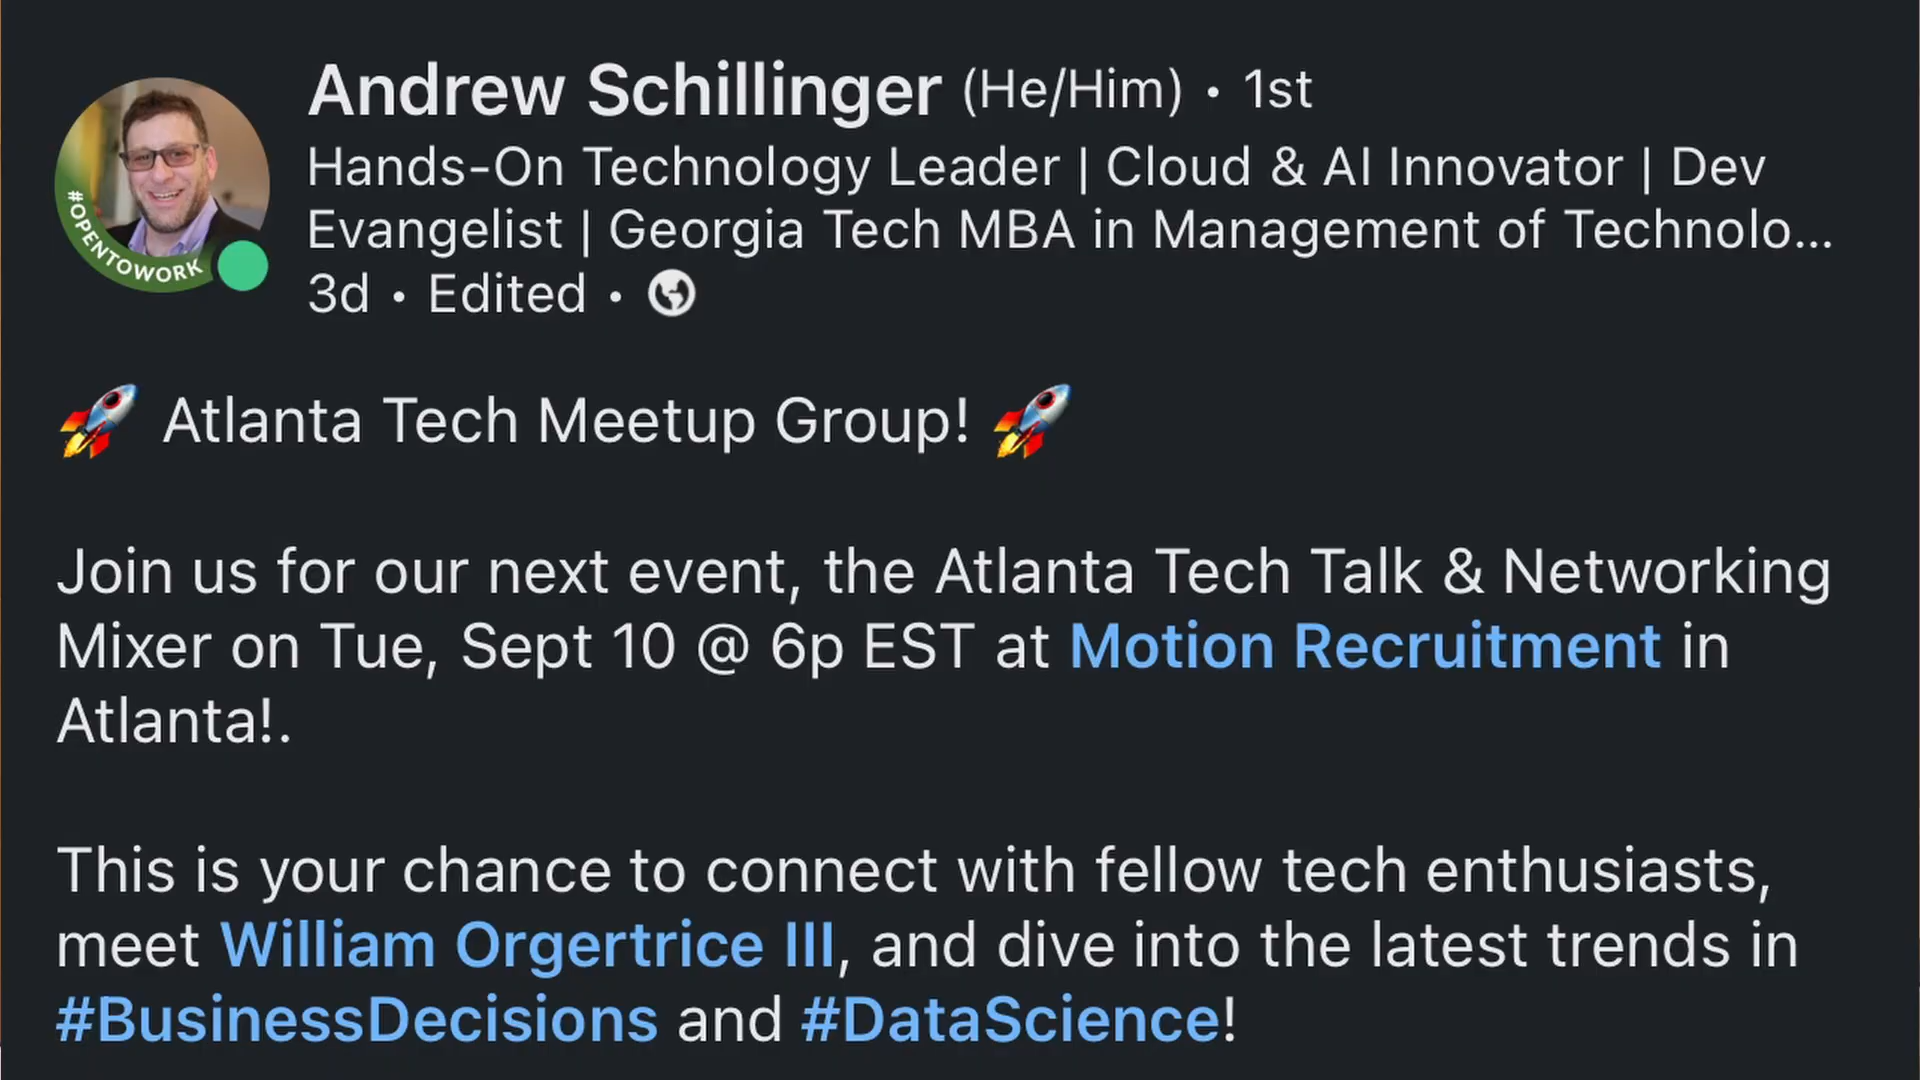 Andrew Schillinger (He/Him) • 1st
Hands-On Technology Leader | Cloud & AI Innovator | Dev
Evangelist | Georgia Tech MBA in Management of Technolo...
3d • Edited •
#OPENTOWORK
🚀 Atlanta Tech Meetup Group! 🚀
Join us for our next event, the Atlanta Tech Talk & Networking
Mixer on Tue, Sept 10 @ 6p EST at Motion Recruitment in
Atlanta!.
This is your chance to connect with fellow tech enthusiasts,
meet William Orgertrice III, and dive into the latest trends in
#BusinessDecisions and #DataScience!